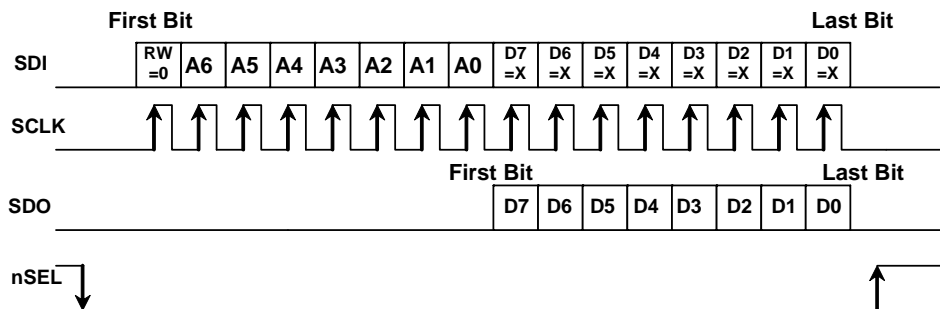 First Bit Last Bit
SDI RW =0 A6 A5 A4 A3 A2 A1 A0 D7 =X D6 =X D5 =X D4 =X D3 =X D2 =X D1 =X D0 =X
SCLK
First Bit Last Bit
SDO D7 D6 D5 D4 D3 D2 D1 D0
nSEL